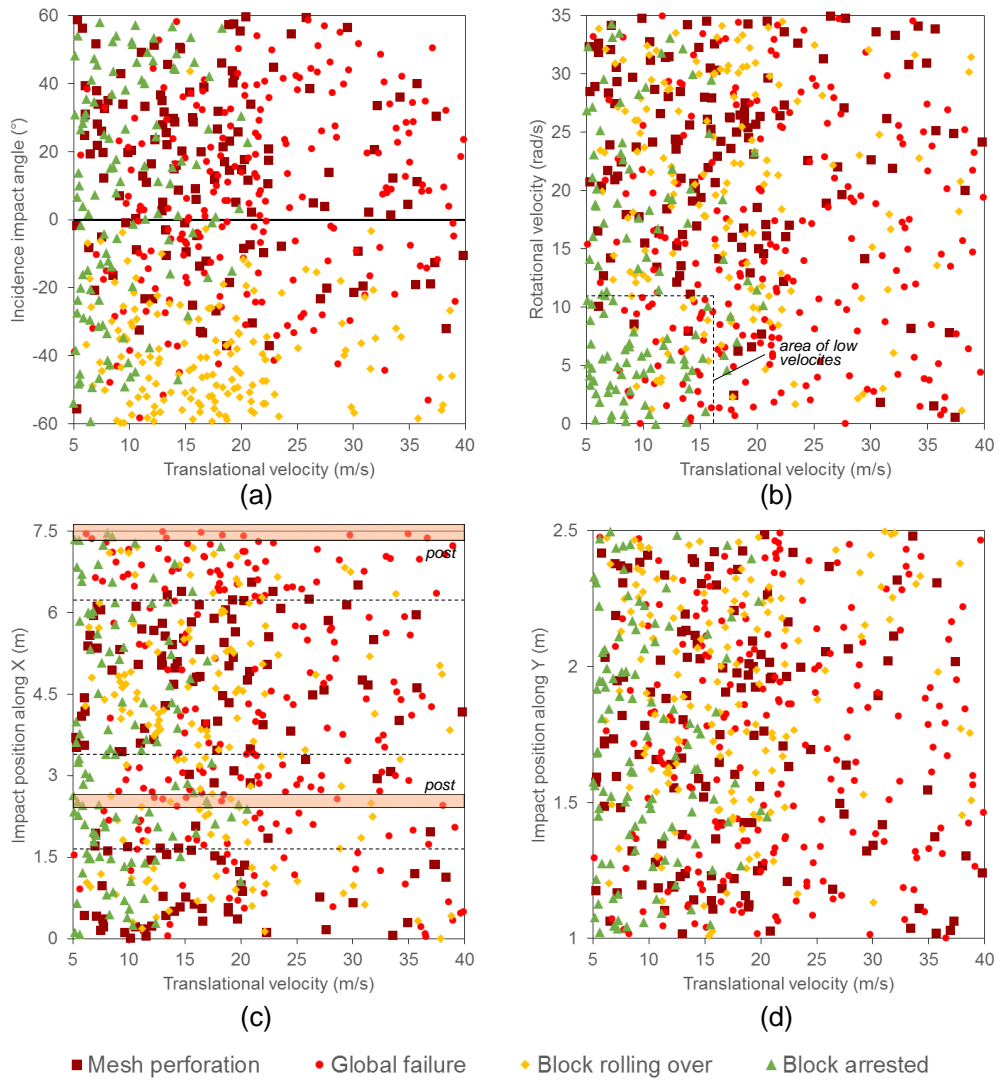 60
40
20
0
-20
-40
-60
Incidence impact angle (°)
5 10 15 20 25 30 35 40
Translational velocity (m/s)
(a)
35
30
25
20
15
10
5
0
Rotational velocity (rad/s)
area of low
velocites
5 10 15 20 25 30 35 40
Translational velocity (m/s)
(b)
7.5
6
4.5
3
1.5
0
Impact position along X (m)
post
post
5 10 15 20 25 30 35 40
Translational velocity (m/s)
(c)
2.5
2
1.5
1
Impact position along Y (m)
5 10 15 20 25 30 35 40
Translational velocity (m/s)
(d)
Mesh perforation Global failure Block rolling over Block arrested